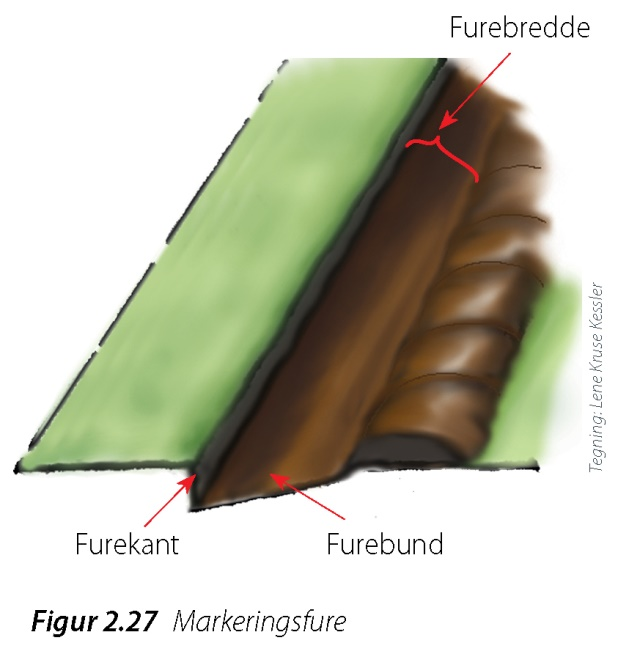 Furebredde
Tegning: Lene Kruse Kessler
Furekant
Furebund
Figur 2.27 Markeringsfure